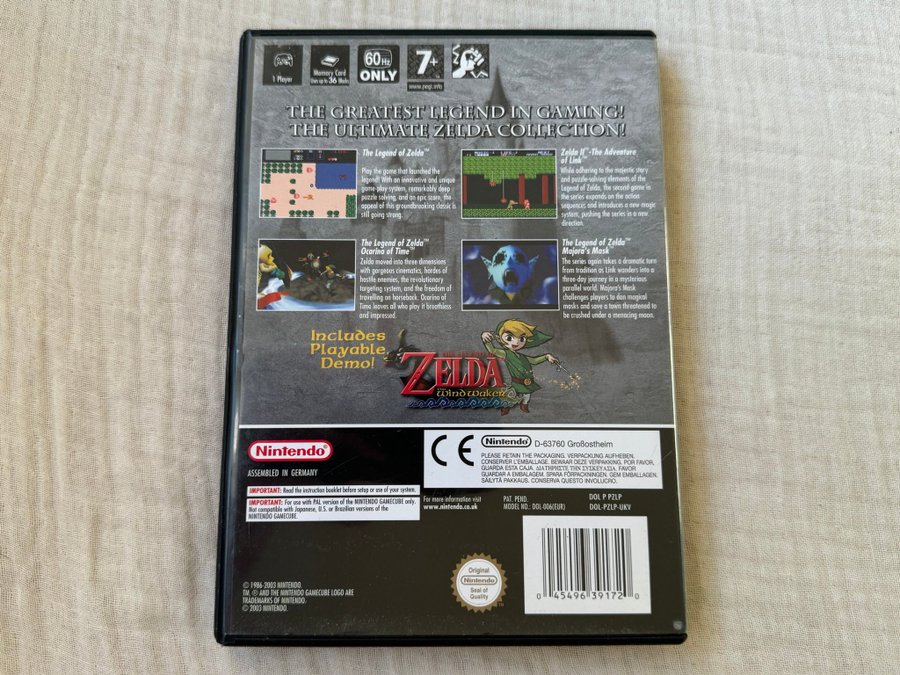 1 Player
Memory Card
Uses up to 36 Blocks
60Hz
ONLY
7+
www.pegi.info
THE GREATEST LEGEND IN GAMING!
THE ULTIMATE ZELDA COLLECTION!
The Legend of Zelda™
Play the game that launched the
legend! With an innovative and unique
game-play system, remarkably deep
puzzle solving, and an epic score, the
appeal of this groundbreaking classic is
still going strong.
Zelda II™-The Adventure
of Link™
While adhering to the majestic story
and puzzle-solving elements of the
Legend of Zelda, the second game in
the series expands on the action
sequences and introduces a new magic
system, pushing the series in a new
direction.
The Legend of Zelda™
Ocarina of Time™
Zelda moved into three dimensions
with gorgeous cinematics, hordes of
hostile enemies, the revolutionary
targeting system, and the freedom of
travelling on horseback. Ocarina of
Time leaves all who play it breathless
and impressed.
The Legend of Zelda™
Majora's Mask™
The series again takes a dramatic turn
from tradition as Link wanders into a
three-day journey in a mysterious
parallel world. Majora's Mask
challenges players to don magical
masks and save a town destined to
be crushed under a menacing moon.
Includes
Playable
Demo!
ZELDA
Wind Waker
Nintendo
ASSEMBLED IN GERMANY
CE
Nintendo D-63760 Großostheim
PLEASE RETAIN THE PACKAGING. VERPACKUNG AUFHEBEN.
CONSERVER L'EMBALLAGE. BEWAAR DEZE VERPAKKING. POR FAVOR,
GUARDA ESTA CAJA. ΔΙΑΤΗΡΗΣΤΕ ΤΗΝ ΣΥΣΚΕΥΑΣΙΑ. FAVOR
GUARDAR A EMBALAGEM. SPARA FÖRPACKNINGEN. GEM EMBALLAGEN.
SÄILYTÄ PAKKAUS. CONSERVA QUESTO INVOLUCRO.
IMPORTANT: Read the instruction booklet before setup or use of your system.
IMPORTANT: For use with PAL version of the NINTENDO GAMECUBE only.
Not compatible with Japanese, U.S. or Brazilian versions of the
NINTENDO GAMECUBE.
For more information visit
www.nintendo.co.uk
PAT. PEND.
MODEL NO.: DOL-006(EUR)
DOL P PZLP
DOL-PZLP-UKV
© 1986-2003 NINTENDO.
TM, ® AND THE NINTENDO GAMECUBE LOGO ARE
TRADEMARKS OF NINTENDO.
© 2003 NINTENDO.
Original
Nintendo
Seal of
Quality
TM
0 45496 39172 0